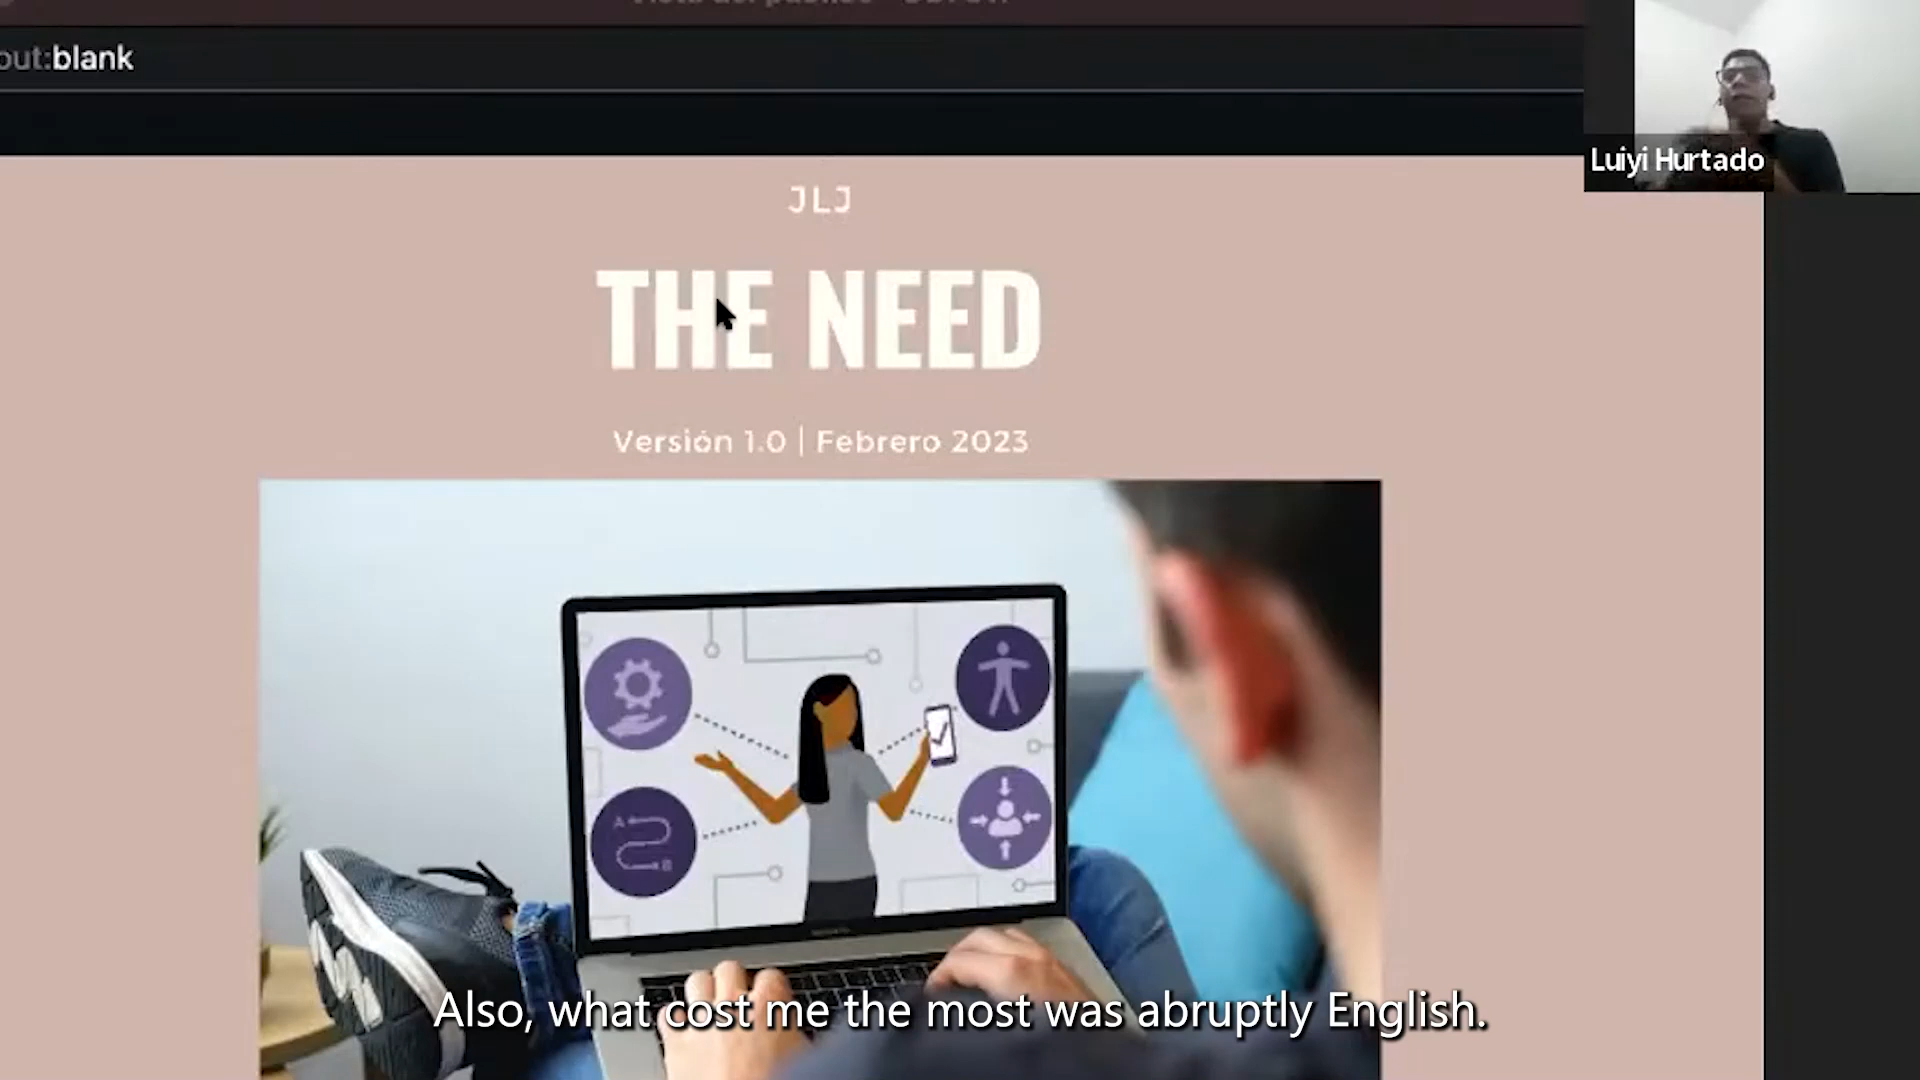 out:blank
Luiyi Hurtado
JLJ
THE NEED
Versión 1.0 | Febrero 2023
A
B
Also, what cost me the most was abruptly English.